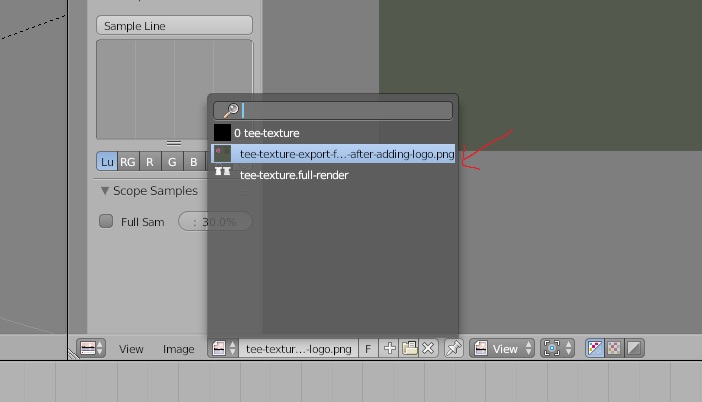 Sample Line
0 tee-texture
tee-texture-export-f...-after-adding-logo.png
tee-texture.full-render
Lu RG R G B
Scope Samples
Full Sam : 30.0%
View Image tee-textur...-logo.png F View